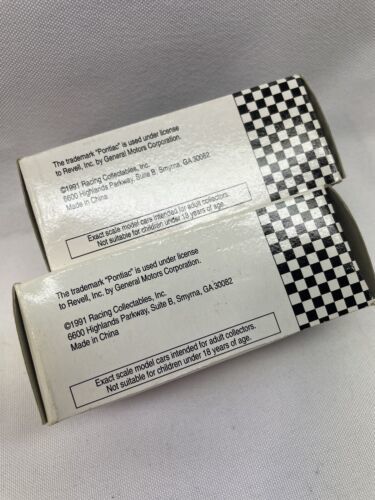 The trademark "Pontiac" is used under license
to Revell, Inc. by General Motors Corporation.
©1991 Racing Collectables, Inc.
6600 Highlands Parkway, Suite B, Smyrna, GA 30082
Made in China
Exact scale model cars intended for adult collectors.
Not suitable for children under 18 years of age.
The trademark "Pontiac" is used under license
to Revell, Inc. by General Motors Corporation.
©1991 Racing Collectables, Inc.
6600 Highlands Parkway, Suite B, Smyrna, GA 30082
Made in China
Exact scale model cars intended for adult collectors.
Not suitable for children under 18 years of age.